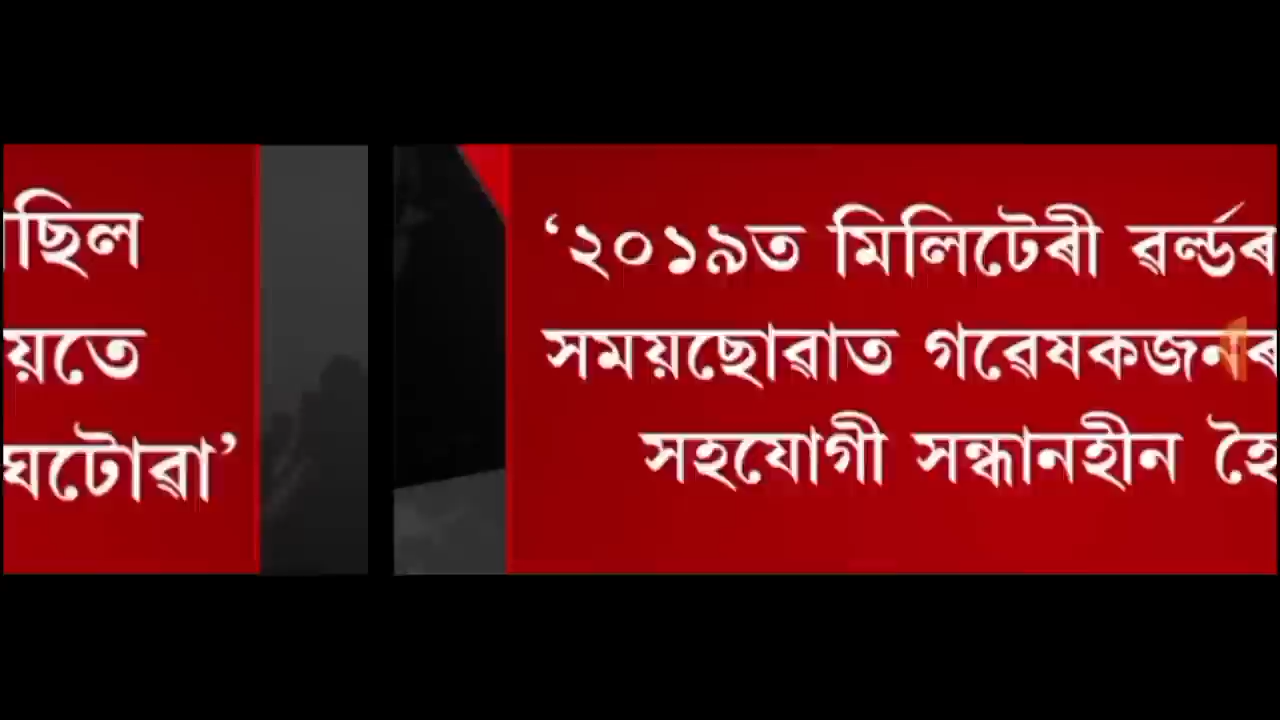 ছিল
য়তে
ঘটোৱা’
‘২০১৯ত মিলিটেৰী ৱৰ্ল্ডৰ
সময়ছোৱাত গৱেষকজনৰ
সহযোগী সন্ধানহীন হৈ